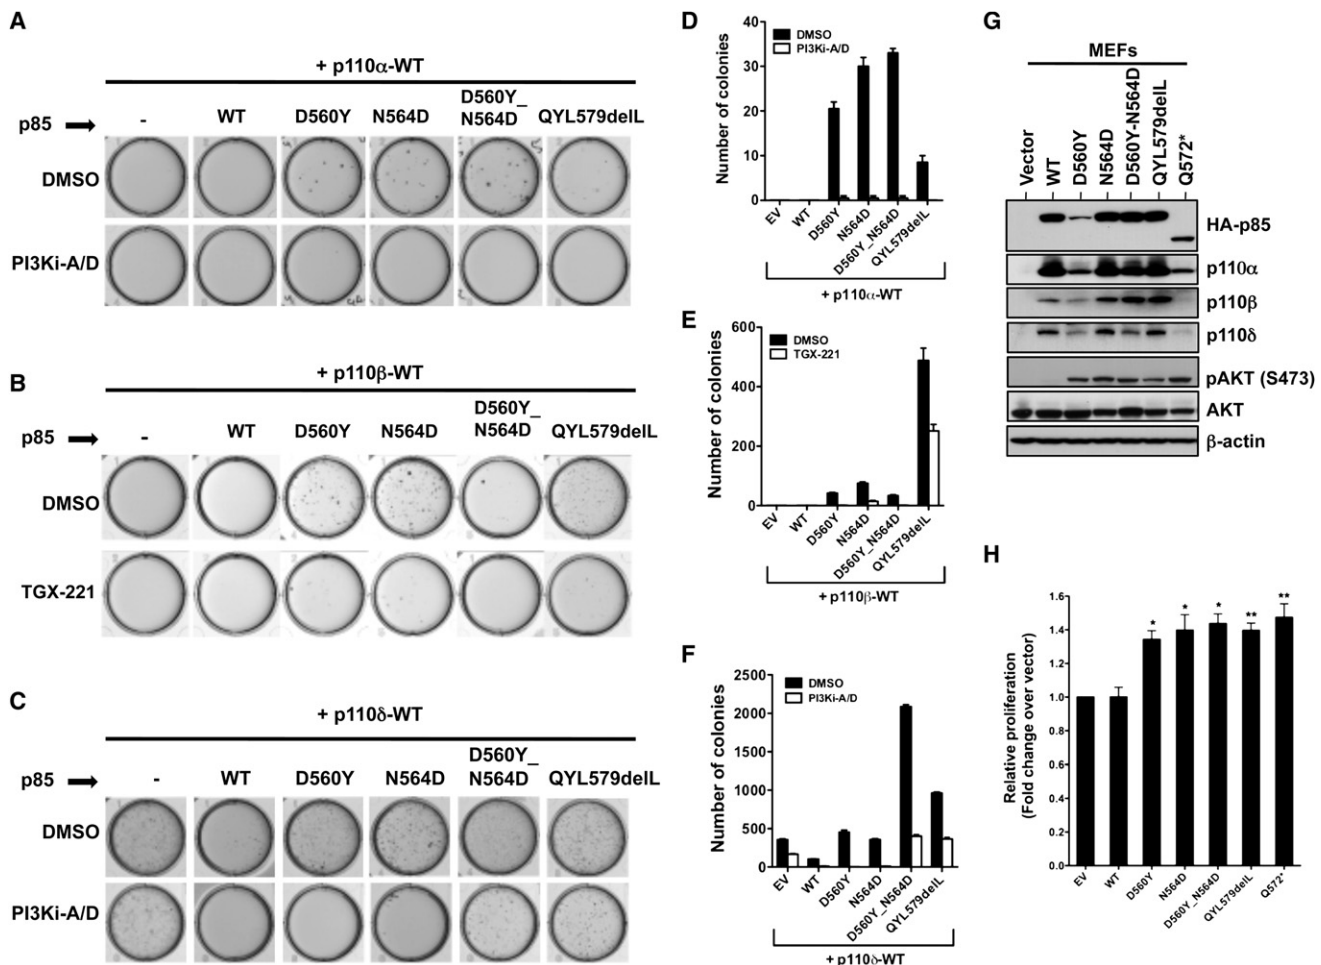 A
+ p110α-WT
p85 - WT D560Y N564D D560Y_
N564D QYL579delL
DMSO
PI3Ki-A/D
B
+ p110β-WT
p85 - WT D560Y N564D D560Y_
N564D QYL579delL
DMSO
TGX-221
C
+ p110δ-WT
p85 - WT D560Y N564D D560Y_
N564D QYL579delL
DMSO
PI3Ki-A/D
D
Number of colonies
40
30
20
10
0
DMSO
PI3Ki-A/D
EV WT D560Y N564D D560Y_N564D QYL579delL
+ p110α-WT
E
Number of colonies
600
400
200
0
DMSO
TGX-221
EV WT D560Y N564D D560Y_N564D QYL579delL
+ p110β-WT
F
Number of colonies
2500
2000
1500
1000
500
0
DMSO
PI3Ki-A/D
EV WT D560Y N564D D560Y_N564D QYL579delL
+ p110δ-WT
G
MEFs
Vector WT D560Y N564D D560Y-N564D QYL579delL Q572*
HA-p85
p110α
p110β
p110δ
pAKT (S473)
AKT
β-actin
H
Relative proliferation
(Fold change over vector)
1.6
1.4
1.2
1.0
0.8
0.6
0.4
0.2
0.0
* * * ** **
EV WT D560Y N564D D560Y_N564D QYL579delL Q572*